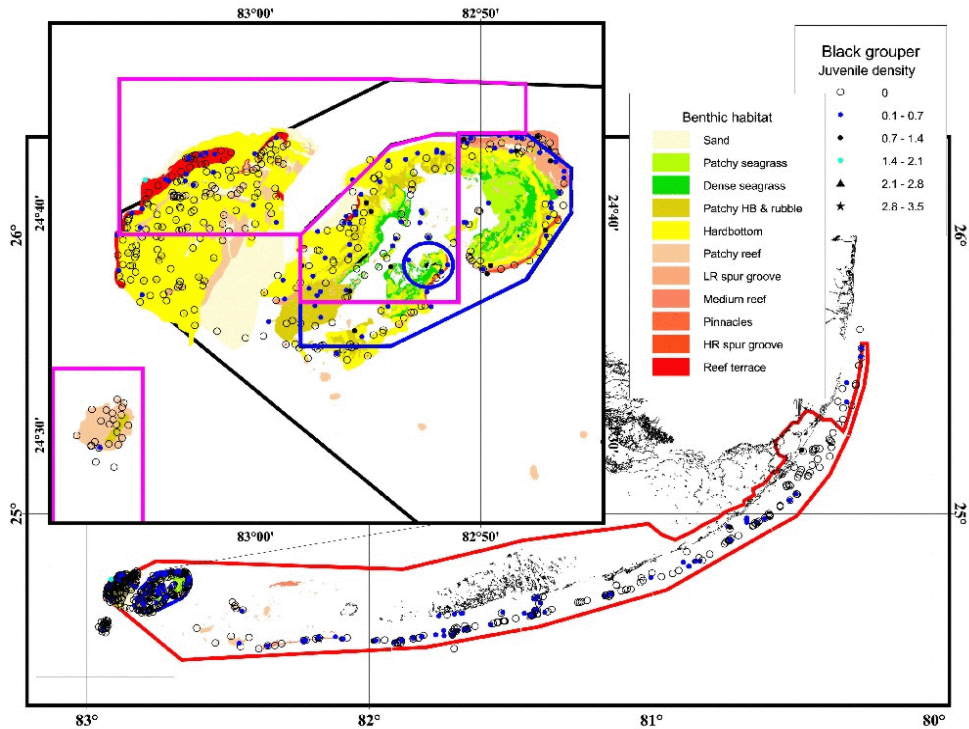 83°00' 82°50'
Black grouper
Juvenile density
0
0.1 - 0.7
0.7 - 1.4
1.4 - 2.1
2.1 - 2.8
2.8 - 3.5
Benthic habitat
Sand
Patchy seagrass
Dense seagrass
Patchy HB & rubble
Hardbottom
Patchy reef
LR spur groove
Medium reef
Pinnacles
HR spur groove
Reef terrace
26° 24°40' 24°40' 26°
24°30' 30'
25° 25°
83°00' 82°50'
83° 82° 81° 80°